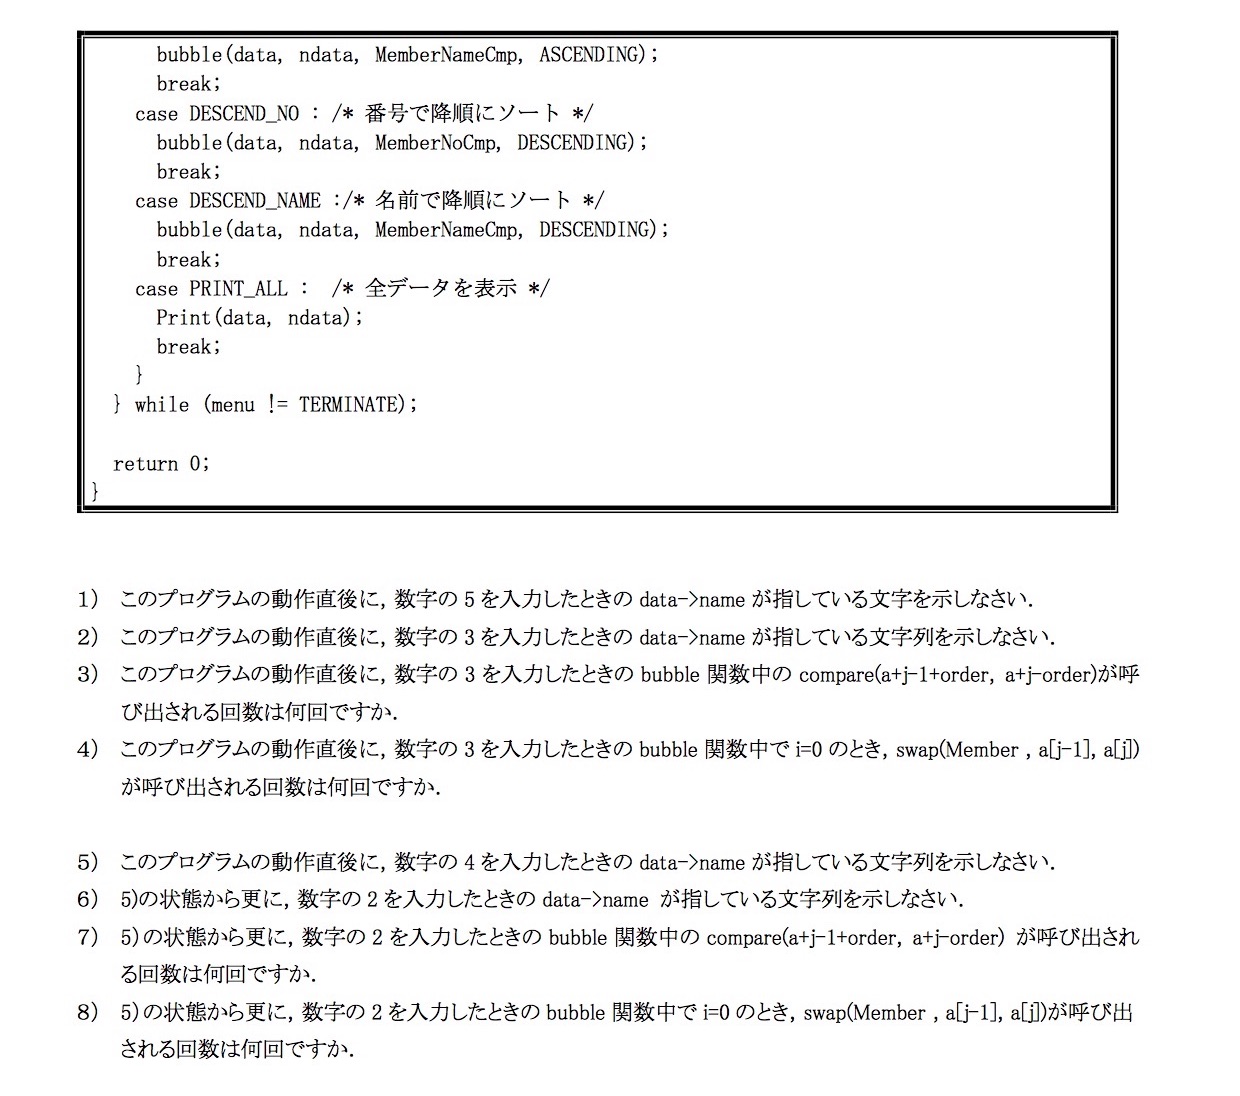 bubble(data, ndata, MemberNameCmp, ASCENDING);
break;
case DESCEND_NO : /* 番号で降順にソート */
bubble(data, ndata, MemberNoCmp, DESCENDING);
break;
case DESCEND_NAME :/* 名前で降順にソート */
bubble(data, ndata, MemberNameCmp, DESCENDING);
break;
case PRINT_ALL : /* 全データを表示 */
Print(data, ndata);
break;
}
} while (menu != TERMINATE);
return 0;
}
1) このプログラムの動作直後に, 数字の 5 を入力したときの data->name が指している文字を示しなさい.
2) このプログラムの動作直後に, 数字の 3 を入力したときの data->name が指している文字列を示しなさい.
3) このプログラムの動作直後に, 数字の 3 を入力したときの bubble 関数中の compare(a+j-1+order, a+j-order)が呼
び出される回数は何回ですか.
4) このプログラムの動作直後に, 数字の 3 を入力したときの bubble 関数中で i=0 のとき, swap(Member , a[j-1], a[j])
が呼び出される回数は何回ですか.
5) このプログラムの動作直後に, 数字の 4 を入力したときの data->name が指している文字列を示しなさい.
6) 5)の状態から更に, 数字の 2 を入力したときの data->name が指している文字列を示しなさい.
7) 5)の状態から更に, 数字の 2 を入力したときの bubble 関数中の compare(a+j-1+order, a+j-order) が呼び出され
る回数は何回ですか.
8) 5)の状態から更に, 数字の 2 を入力したときの bubble 関数中で i=0 のとき, swap(Member , a[j-1], a[j])が呼び出
される回数は何回ですか.